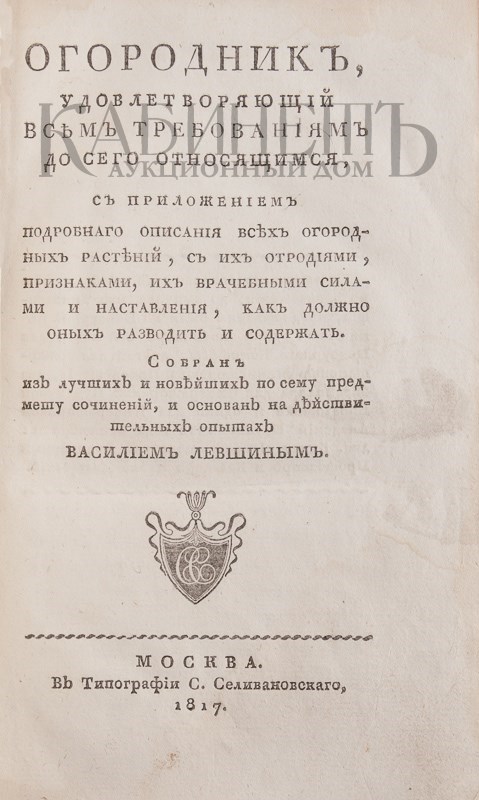 ОГОРОДНИКЪ,
УДОВЛЕТВОРЯЮЩІЙ
ВСѢМЪ ТРЕБОВАНІЯМЪ
ДО СЕГО ОТНОСЯЩИМСЯ,
КАБИНЕТЪ
АУКЦИОННЫЙ ДОМ
СЪ ПРИЛОЖЕНІЕМЪ
ПОДРОБНАГО ОПИСАНІЯ ВСѢХЪ ОГОРОД-
НЫХЪ РАСТѢНІЙ, СЪ ИХЪ ОТРОДІЯМИ,
ПРИЗНАКАМИ, ИХЪ ВРАЧЕБНЫМИ СИЛА-
МИ И НАСТАВЛЕНІЯ, КАКЪ ДОЛЖНО
ОНЫХЪ РАЗВОДИТЬ И СОДЕРЖАТЬ.
СОБРАНЪ
изъ лучшихъ и новѣйшихъ по сему пред-
мету сочиненій, и основанъ на дѣйстви-
тельныхъ опытахъ
ВАСИЛІЕМЪ ЛЕВШИНЫМЪ.
МОСКВА.
Въ Типографіи С. Селивановскаго,
1817.